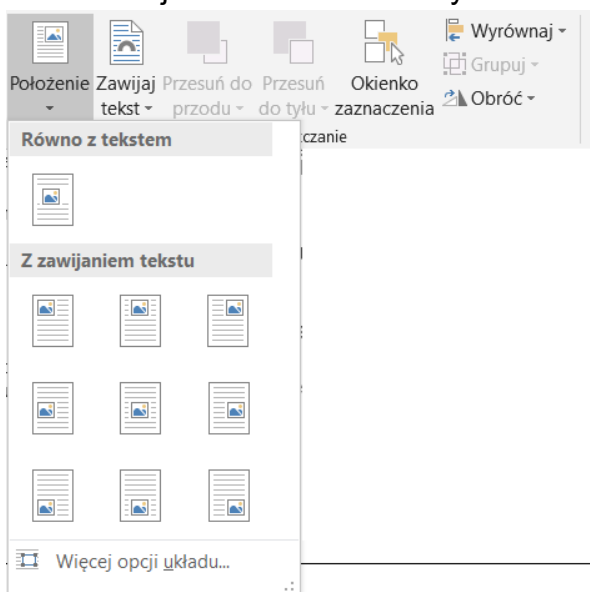 Wyrównaj
Położenie Zawijaj Przesuń do Przesuń Okienko Grupuj
tekst przodu do tyłu zaznaczenia Obróć
czanie
Równo z tekstem
Z zawijaniem tekstu
Więcej opcji układu...